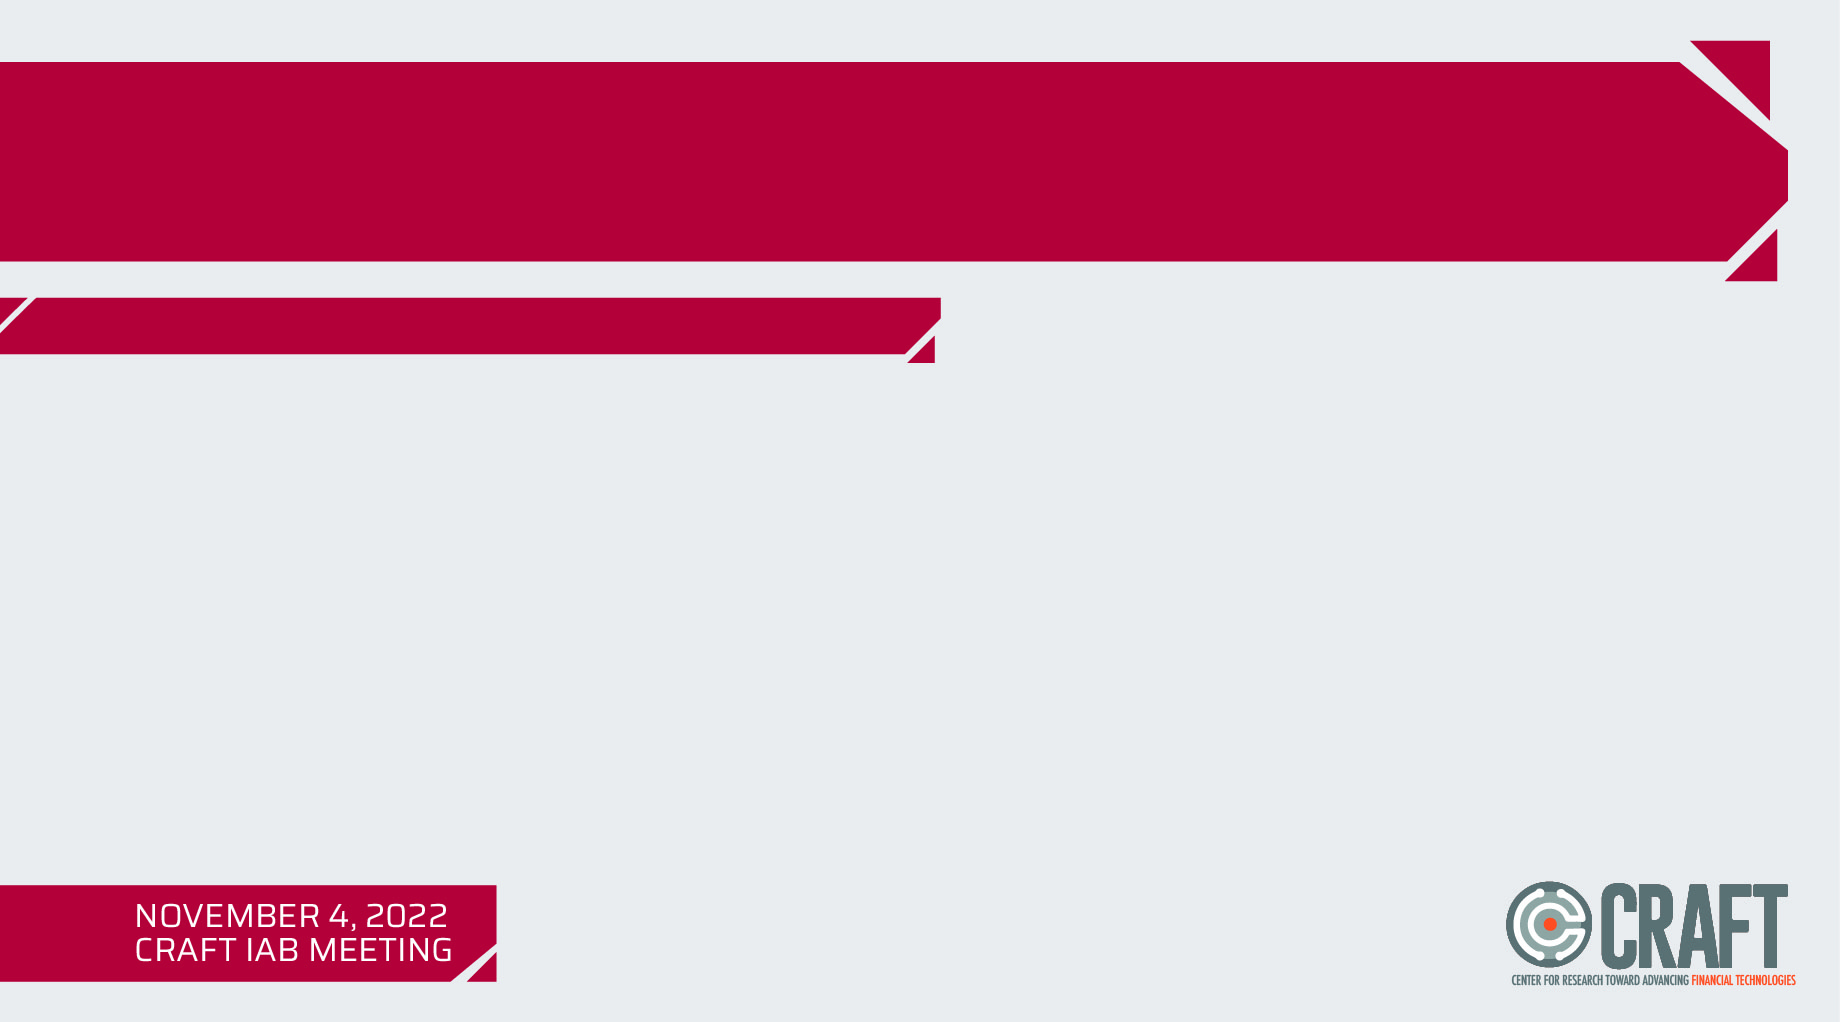 NOVEMBER 4, 2022
CRAFT IAB MEETING
CRAFT
CENTER FOR RESEARCH TOWARD ADVANCING FINANCIAL TECHNOLOGIES